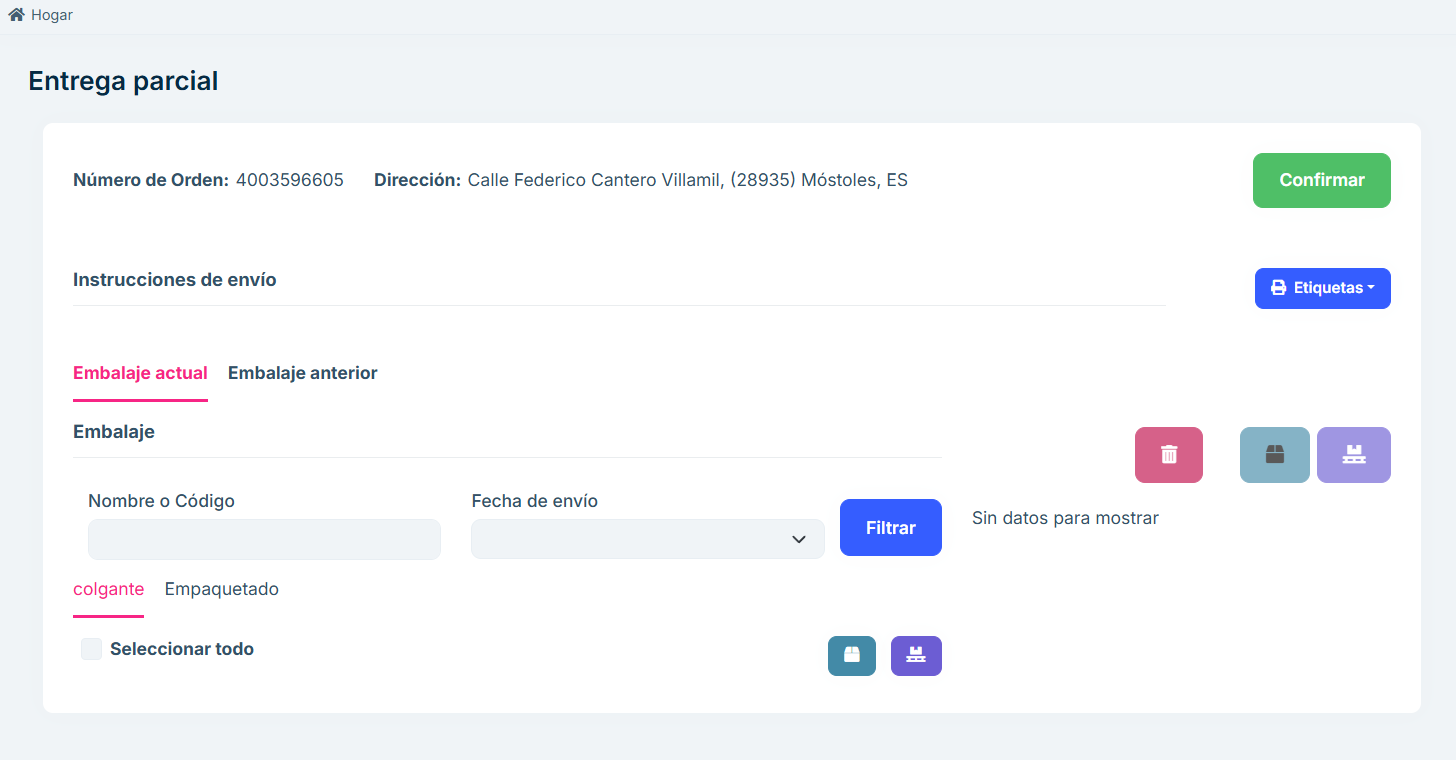 Hogar
Entrega parcial
Número de Orden: 4003596605 Dirección: Calle Federico Cantero Villamil, (28935) Móstoles, ES
Confirmar
Instrucciones de envío
Etiquetas
Embalaje actual Embalaje anterior
Embalaje
Nombre o Código Fecha de envío
Filtrar
Sin datos para mostrar
colgante Empaquetado
Seleccionar todo